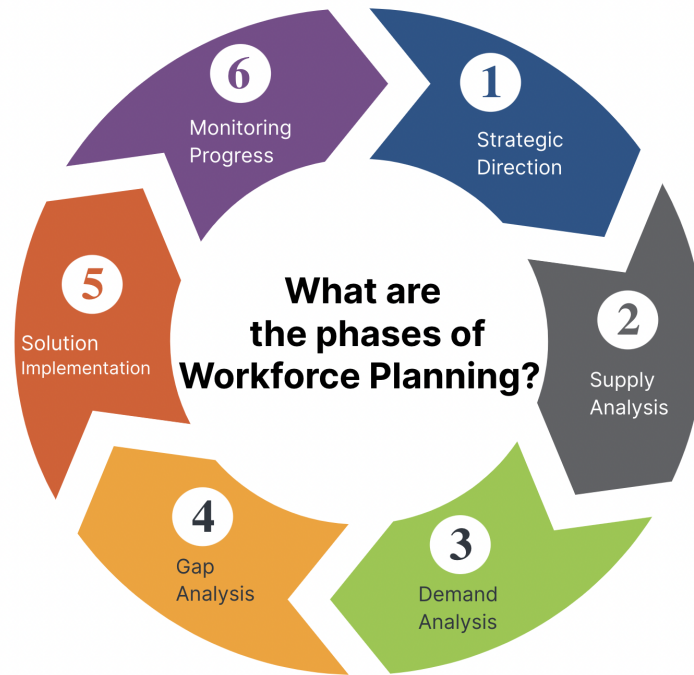 What are
the phases of
Workforce Planning?
1
Strategic
Direction
2
Supply
Analysis
3
Demand
Analysis
4
Gap
Analysis
5
Solution
Implementation
6
Monitoring
Progress